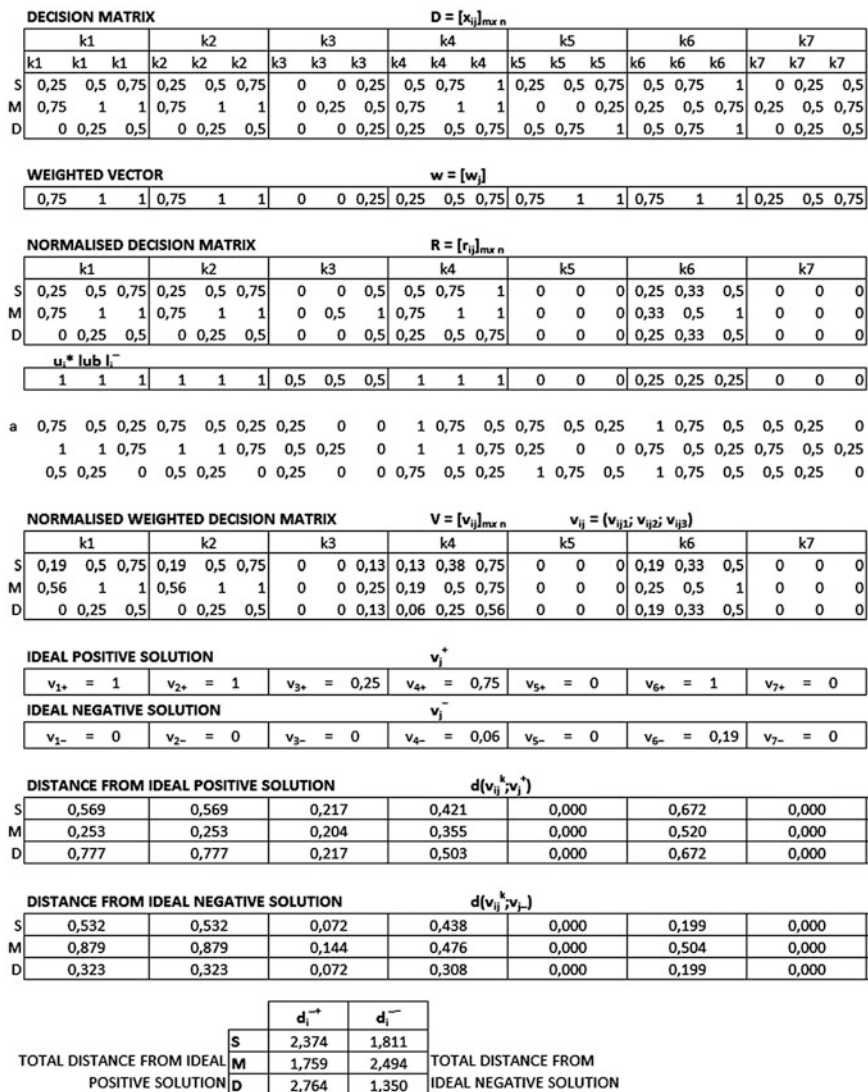 DECISION MATRIX D = [xij]mx n
k1 k2 k3 k4 k5 k6 k7
k1 k1 k1 k2 k2 k2 k3 k3 k3 k4 k4 k4 k5 k5 k5 k6 k6 k6 k7 k7 k7
S 0,25 0,5 0,75 0,25 0,5 0,75 0 0 0,25 0,5 0,75 1 0,25 0,5 0,75 0,5 0,75 1 0 0,25 0,5
M 0,75 1 1 0,75 1 1 0 0,25 0,5 0,75 1 1 0 0 0,25 0,25 0,5 0,75 0,25 0,5 0,75
D 0 0,25 0,5 0 0,25 0,5 0 0 0,25 0,25 0,5 0,75 0,5 0,75 1 0,5 0,75 1 0 0,25 0,5
WEIGHTED VECTOR w = [wj]
0,75 1 1 0,75 1 1 0 0 0,25 0,25 0,5 0,75 0,75 1 1 0,75 1 1 0,25 0,5 0,75
NORMALISED DECISION MATRIX R = [rij]mx n
k1 k2 k3 k4 k5 k6 k7
S 0,25 0,5 0,75 0,25 0,5 0,75 0 0 0,5 0,5 0,75 1 0 0 0 0,25 0,33 0,5 0 0 0
M 0,75 1 1 0,75 1 1 0 0,5 1 0,75 1 1 0 0 0 0,33 0,5 1 0 0 0
D 0 0,25 0,5 0 0,25 0,5 0 0 0,5 0,25 0,5 0,75 0 0 0 0,25 0,33 0,5 0 0 0
ui* lub li−
1 1 1 1 1 1 0,5 0,5 0,5 1 1 1 0 0 0 0,25 0,25 0,25 0 0 0
a 0,75 0,5 0,25 0,75 0,5 0,25 0,25 0 0 1 0,75 0,5 0,75 0,5 0,25 1 0,75 0,5 0,5 0,25 0
1 1 0,75 1 1 0,75 0,5 0,25 0 1 1 0,75 0,25 0 0 0,75 0,5 0,25 0,75 0,5 0,25
0,5 0,25 0 0,5 0,25 0 0,25 0 0 0,75 0,5 0,25 1 0,75 0,5 1 0,75 0,5 0,5 0,25 0
NORMALISED WEIGHTED DECISION MATRIX V = [vij]mx n vij = (vij1; vij2; vij3)
k1 k2 k3 k4 k5 k6 k7
S 0,19 0,5 0,75 0,19 0,5 0,75 0 0 0,13 0,13 0,38 0,75 0 0 0 0,19 0,33 0,5 0 0 0
M 0,56 1 1 0,56 1 1 0 0 0,25 0,19 0,5 0,75 0 0 0 0,25 0,5 1 0 0 0
D 0 0,25 0,5 0 0,25 0,5 0 0 0,13 0,06 0,25 0,56 0 0 0 0,19 0,33 0,5 0 0 0
IDEAL POSITIVE SOLUTION vj+
v1+ = 1 v2+ = 1 v3+ = 0,25 v4+ = 0,75 v5+ = 0 v6+ = 1 v7+ = 0
IDEAL NEGATIVE SOLUTION vj−
v1− = 0 v2− = 0 v3− = 0 v4− = 0,06 v5− = 0 v6− = 0,19 v7− = 0
DISTANCE FROM IDEAL POSITIVE SOLUTION d(vijk;vj+)
S 0,569 0,569 0,217 0,421 0,000 0,672 0,000
M 0,253 0,253 0,204 0,355 0,000 0,520 0,000
D 0,777 0,777 0,217 0,503 0,000 0,672 0,000
DISTANCE FROM IDEAL NEGATIVE SOLUTION d(vijk;vj−)
S 0,532 0,532 0,072 0,438 0,000 0,199 0,000
M 0,879 0,879 0,144 0,476 0,000 0,504 0,000
D 0,323 0,323 0,072 0,308 0,000 0,199 0,000
di−+ di−−
S 2,374 1,811
TOTAL DISTANCE FROM IDEAL M 1,759 2,494 TOTAL DISTANCE FROM
POSITIVE SOLUTION D 2,764 1,350 IDEAL NEGATIVE SOLUTION